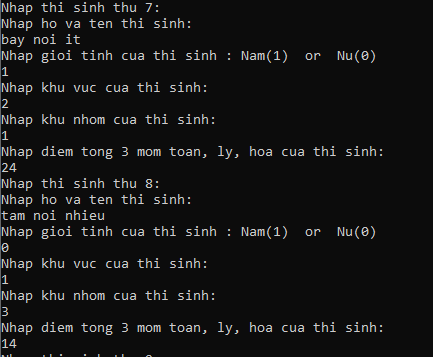 Nhap thi sinh thu 7:
Nhap ho va ten thi sinh:
bay noi it
Nhap gioi tinh cua thi sinh : Nam(1)  or  Nu(0)
1
Nhap khu vuc cua thi sinh:
2
Nhap khu nhom cua thi sinh:
1
Nhap diem tong 3 mom toan, ly, hoa cua thi sinh:
24
Nhap thi sinh thu 8:
Nhap ho va ten thi sinh:
tam noi nhieu
Nhap gioi tinh cua thi sinh : Nam(1)  or  Nu(0)
0
Nhap khu vuc cua thi sinh:
1
Nhap khu nhom cua thi sinh:
3
Nhap diem tong 3 mom toan, ly, hoa cua thi sinh:
14